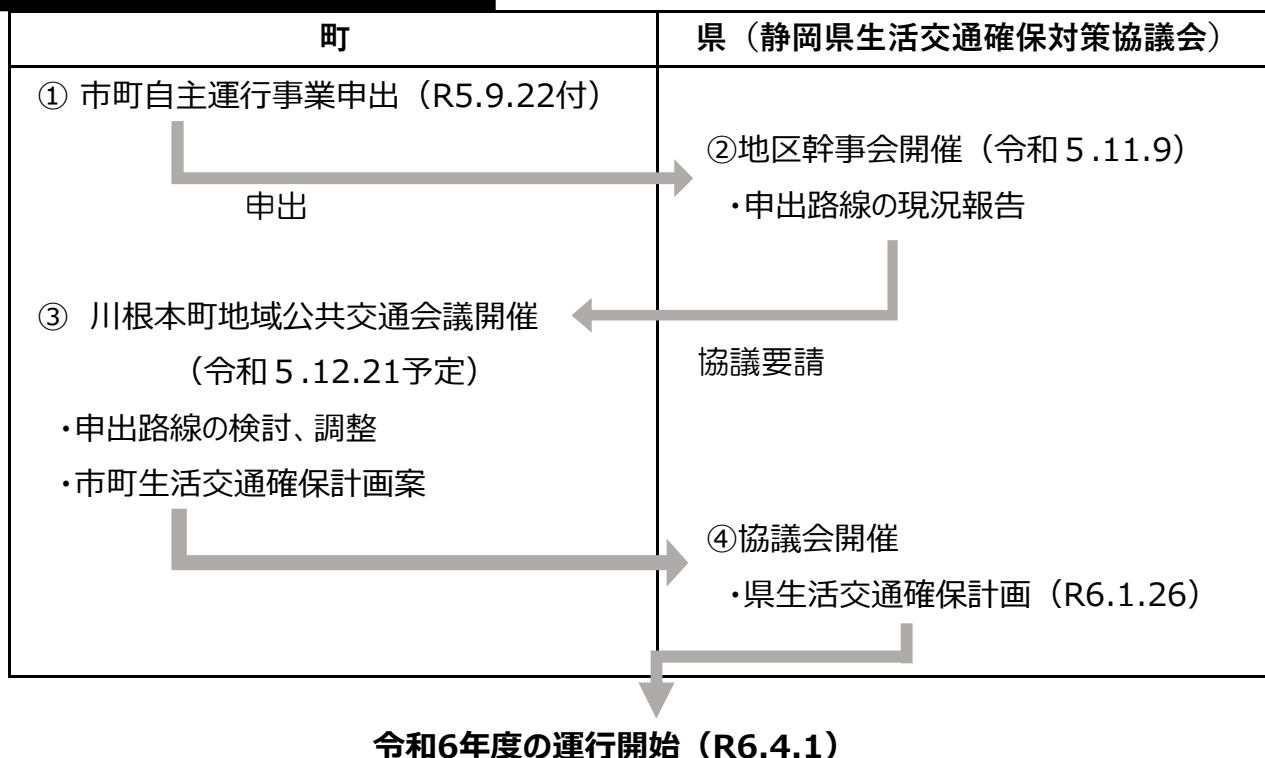 町
県（静岡県生活交通確保対策協議会）
① 市町自主運行事業申出（R5.9.22付）
申出
②地区幹事会開催（令和５.11.9）
・申出路線の現況報告
協議要請
③ 川根本町地域公共交通会議開催
（令和５.12.21予定）
・申出路線の検討、調整
・市町生活交通確保計画案
④協議会開催
・県生活交通確保計画（R6.1.26）
令和6年度の運行開始（R6.4.1）